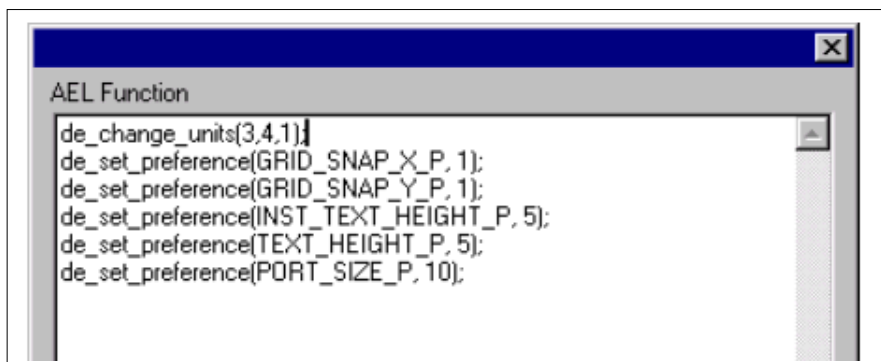 AEL Function
de_change_units(3,4,1);
de_set_preference(GRID_SNAP_X_P, 1);
de_set_preference(GRID_SNAP_Y_P, 1);
de_set_preference(INST_TEXT_HEIGHT_P, 5);
de_set_preference(TEXT_HEIGHT_P, 5);
de_set_preference(PORT_SIZE_P, 10);